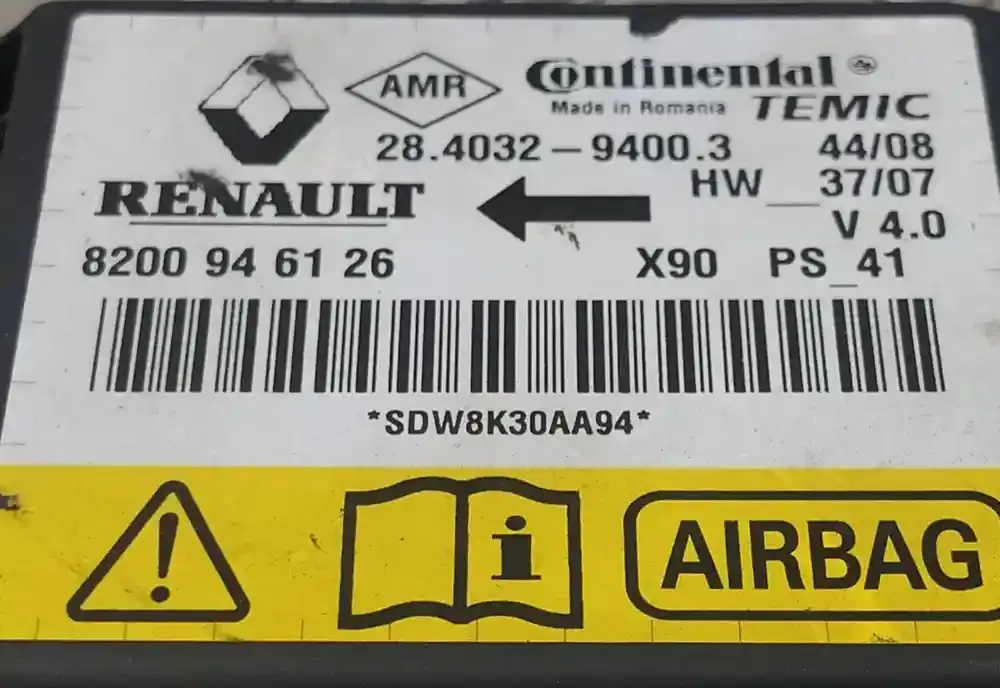 AMR
Continental
Made in Romania TEMIC
28.4032-9400.3 44/08
HW__37/07
RENAULT
V 4.0
8200 94 61 26 X90 PS_41
*SDW8K30AA94*
i
AIRBAG